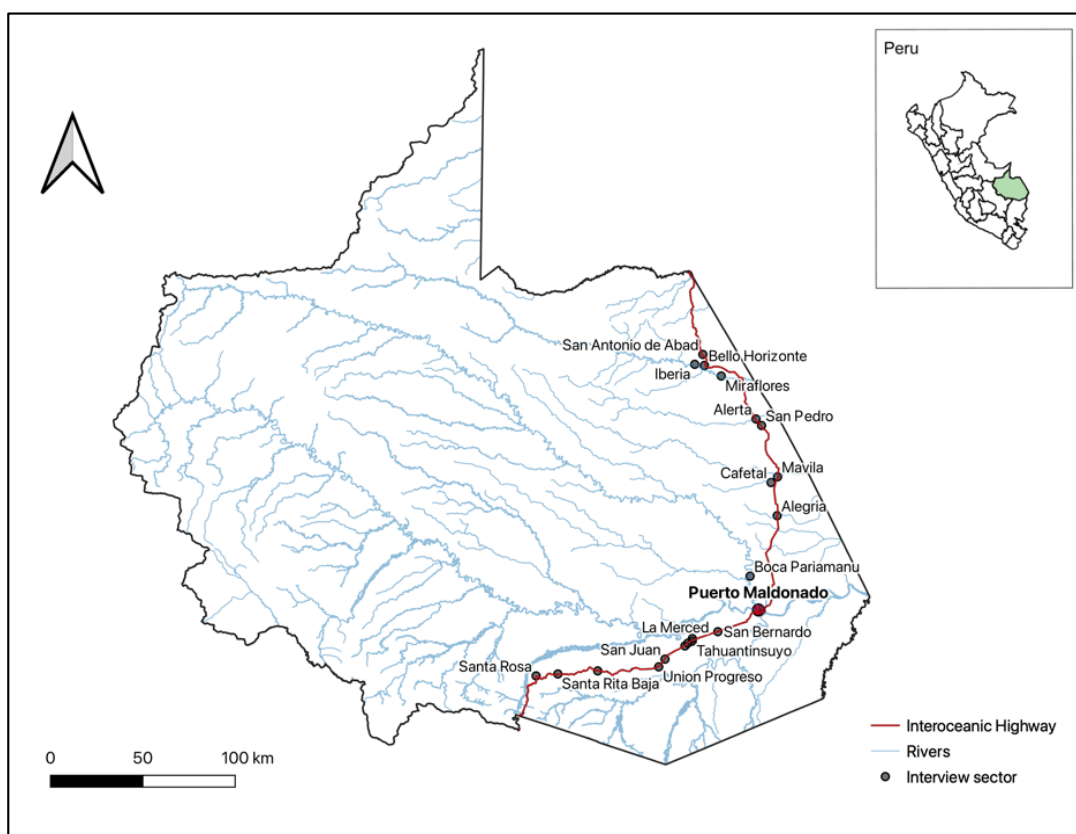 Peru
San Antonio de Abad
Bello Horizonte
Iberia
Miraflores
Alerta
San Pedro
Mavila
Cafetal
Alegria
Boca Pariamanu
Puerto Maldonado
La Merced
San Bernardo
Tahuantinsuyo
San Juan
Union Progreso
Santa Rosa
Santa Rita Baja
Interoceanic Highway
Rivers
Interview sector
0 50 100 km